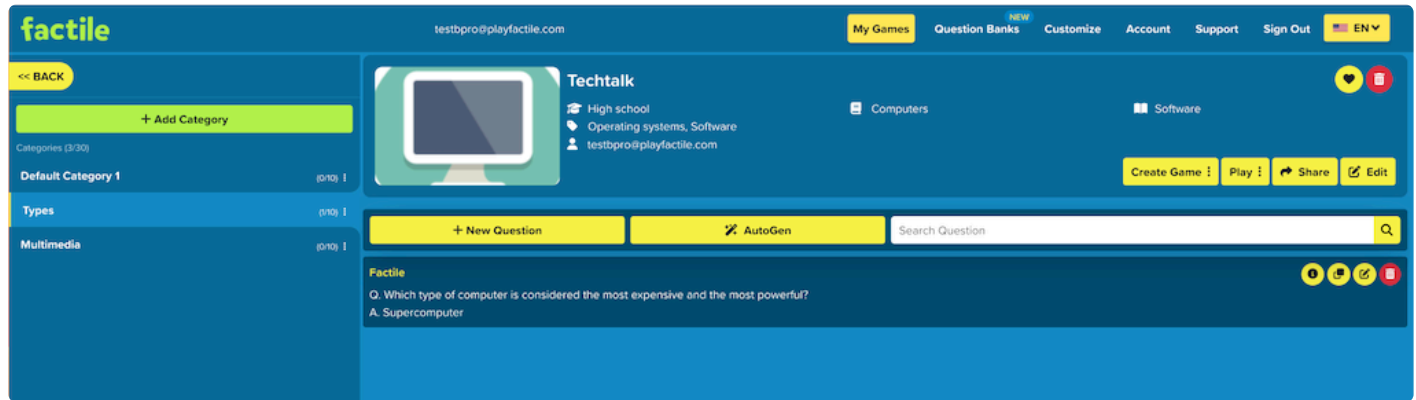 factile
testbpro@playfactile.com
My Games
Question Banks
NEW
Customize
Account
Support
Sign Out
EN
<< BACK
+ Add Category
Categories (3/30)
Default Category 1 (0/10)
Types (1/10)
Multimedia (0/10)
Techtalk
High school
Computers
Software
Operating systems, Software
testbpro@playfactile.com
Create Game
Play
Share
Edit
+ New Question
AutoGen
Search Question
Factile
Q. Which type of computer is considered the most expensive and the most powerful?
A. Supercomputer